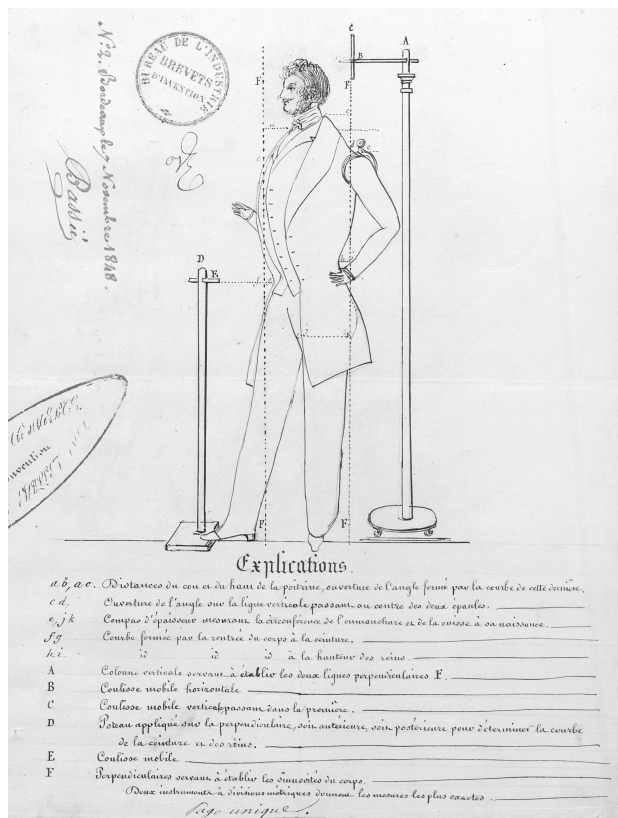 N.º 2. Bordeaux le 7 Novembre 1848.
BUREAU DE L'INDUSTRIE
BREVETS
D'INVENTION
C
A
B
F
F
D
E
F
F
Explications.
ab, ac. Distances du cou et du haut de la poitrine, ouverture de l'angle formé par la courbe de cette dernière.
cd. Ouverture de l'angle sur la ligne verticale passant au centre des deux épaules.
e, jk Compas d'épaisseur mesurant la circonférence de l'emmanchure et de la cuisse à sa naissance.
fg Courbe formée par la rentrée du corps à la ceinture.
hi. id id id à la hauteur des reins.
A Colonne verticale servant à établir les deux lignes perpendiculaires F.
B Coulisse mobile horizontale
C Coulisse mobile verticale passant dans la première.
D Poteau appliqué sur la perpendiculaire, soit antérieure, soit postérieure pour déterminer la courbe
de la ceinture et des reins.
E Coulisse mobile
F Perpendiculaires servant à établir les sinuosités du corps.
Deux instruments à divisions métriques donnent les mesures les plus exactes.
Page unique.